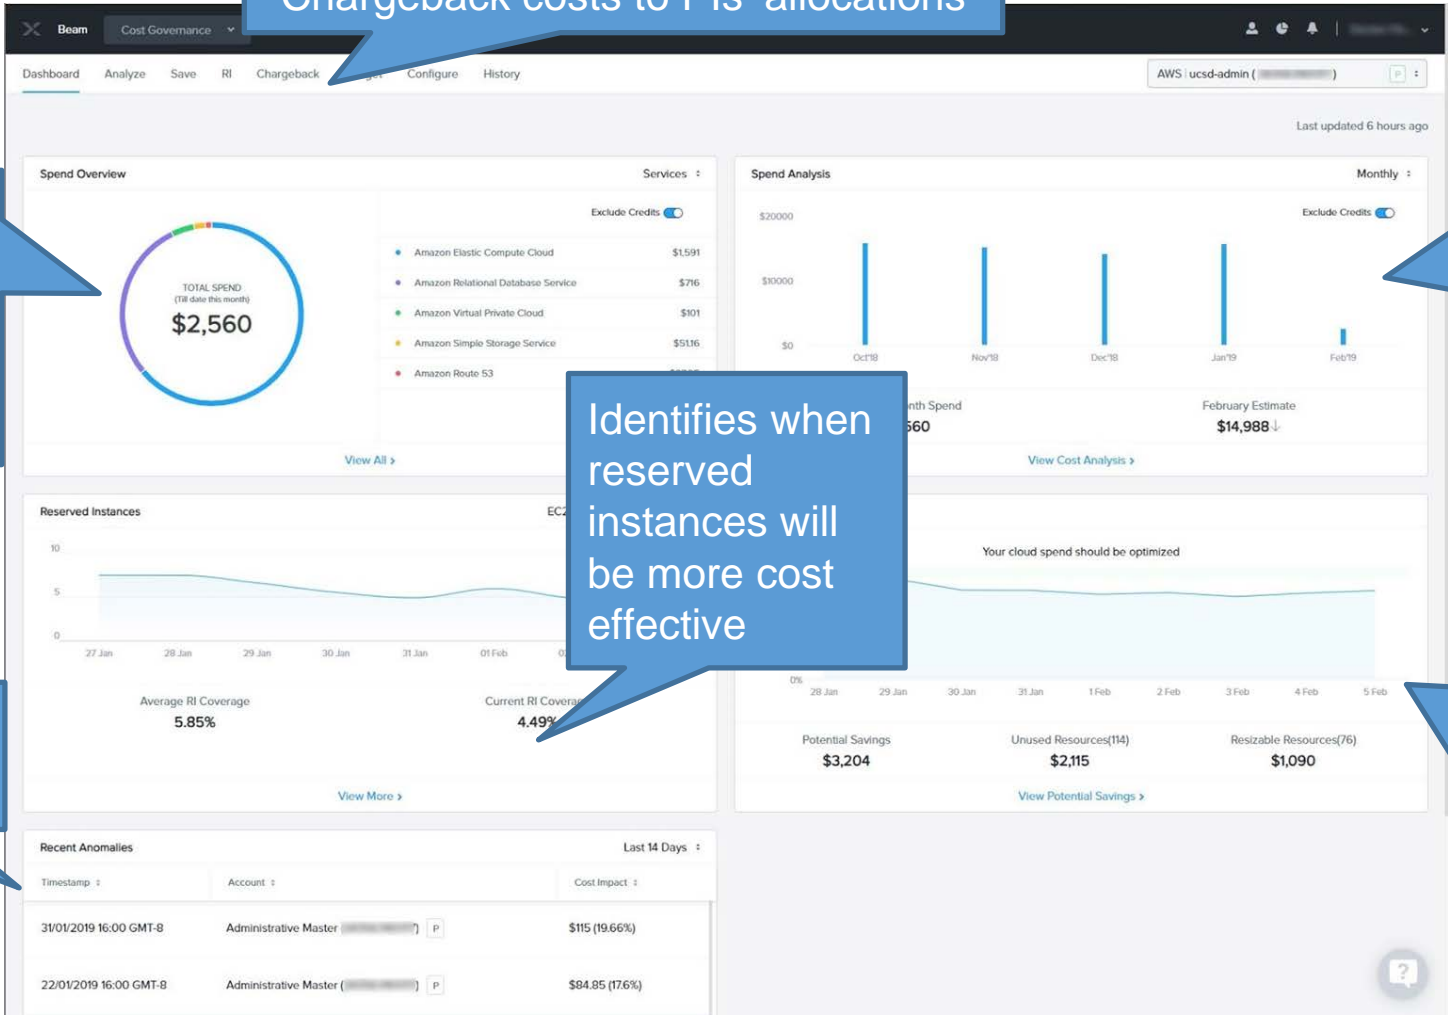 Chargeback costs to PIs' allocations
Beam Cost Governance
Dashboard Analyze Save RI Chargeback Configure History
AWS ucsd-admin ( ) P
Last updated 6 hours ago
Spend Overview Services
Exclude Credits
TOTAL SPEND
(Till date this month)
$2,560
Amazon Elastic Compute Cloud $1,591
Amazon Relational Database Service $716
Amazon Virtual Private Cloud $101
Amazon Simple Storage Service $51.16
Amazon Route 53
View All >
Spend Analysis Monthly
Exclude Credits
$20000
$10000
$0
Oct'18 Nov'18 Dec'18 Jan'19 Feb'19
Spend February Estimate
$14,988↓
View Cost Analysis >
Identifies when
reserved
instances will
be more cost
effective
Reserved Instances EC2
10
5
0
27 Jan 28 Jan 29 Jan 30 Jan 31 Jan 01 Feb
Average RI Coverage Current RI Coverage
5.85% 4.49%
View More >
Your cloud spend should be optimized
0%
28 Jan 29 Jan 30 Jan 31 Jan 1 Feb 2 Feb 3 Feb 4 Feb 5 Feb
Potential Savings Unused Resources(114) Resizable Resources(76)
$3,204 $2,115 $1,090
View Potential Savings >
Recent Anomalies Last 14 Days
Timestamp Account Cost Impact
31/01/2019 16:00 GMT-8 Administrative Master ( ) P $115 (19.66%)
22/01/2019 16:00 GMT-8 Administrative Master ( ) P $84.85 (17.6%)
?